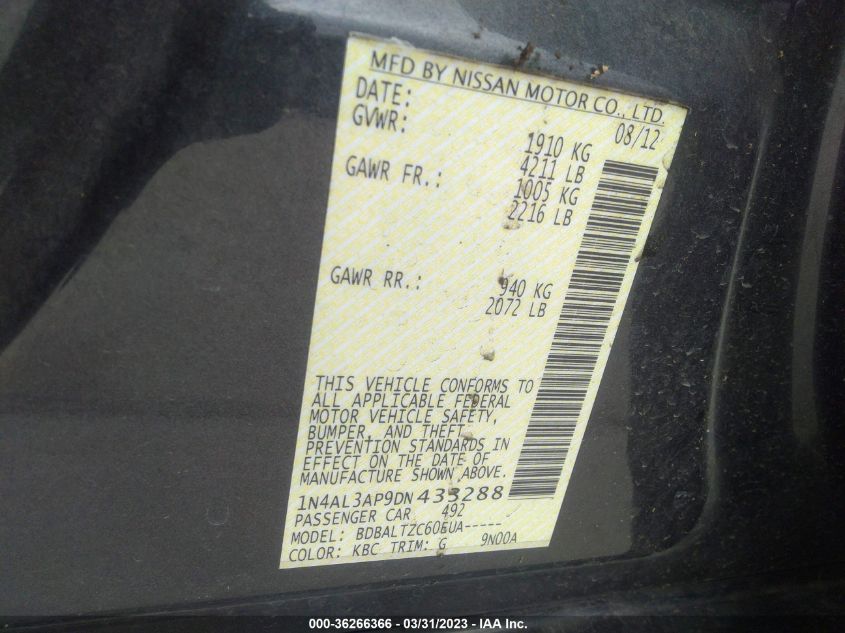 MFD BY NISSAN MOTOR CO., LTD.
DATE: 08/12
GVWR: 1910 KG
4211 LB
GAWR FR.: 1005 KG
2216 LB
GAWR RR.: 940 KG
2072 LB
THIS VEHICLE CONFORMS TO
ALL APPLICABLE FEDERAL
MOTOR VEHICLE SAFETY,
BUMPER, AND THEFT
PREVENTION STANDARDS IN
EFFECT ON THE DATE OF
MANUFACTURE SHOWN ABOVE.
1N4AL3AP9DN433288
PASSENGER CAR 492
MODEL: BDBALTZC60EUA-----
COLOR: KBC TRIM: G 9N00A
000-36266366 - 03/31/2023 - IAA Inc.